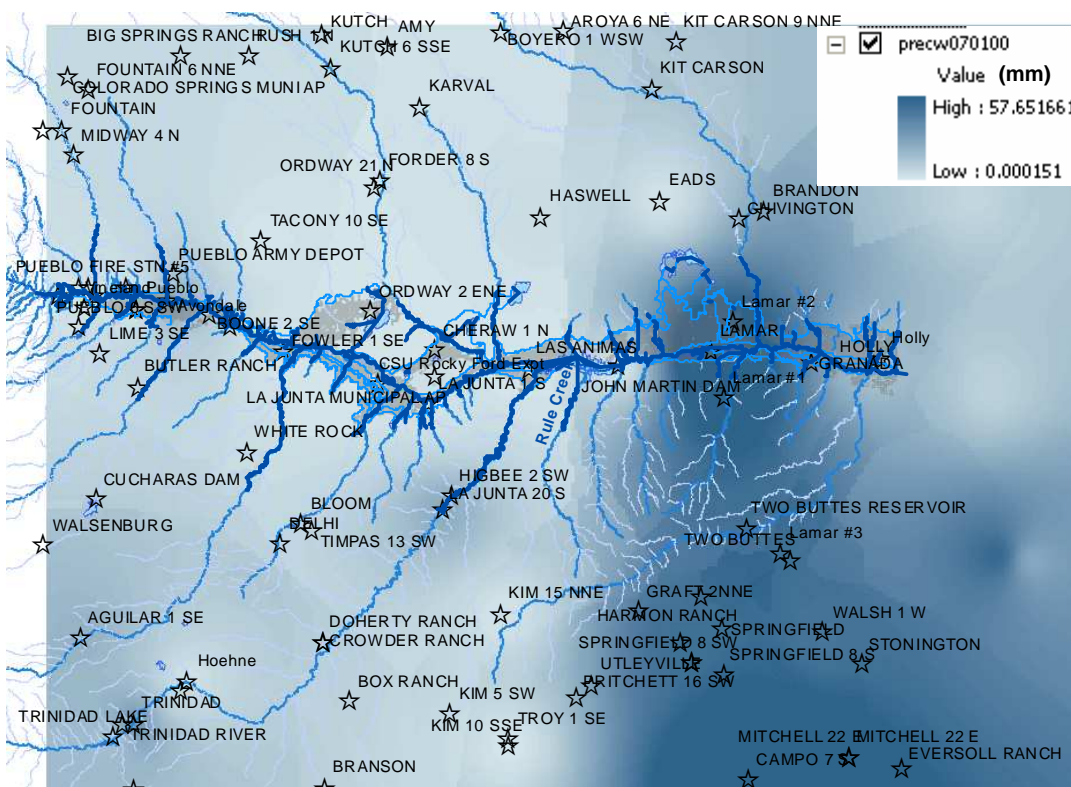 KUTCH
AMY
AROYA 6 NE
KIT CARSON 9 NNE
BIG SPRINGS RANCH
RUSH 1 N
KUTCH 6 SSE
BOYERO 1 WSW
precw070100
Value (mm)
High : 57.651661
Low : 0.000151
FOUNTAIN 6 NNE
COLORADO SPRINGS MUNI AP
KIT CARSON
FOUNTAIN
KARVAL
MIDWAY 4 N
ORDWAY 21 N
FORDER 8 S
HASWELL
EADS
BRANDON
CHIVINGTON
TACONY 10 SE
PUEBLO ARMY DEPOT
PUEBLO FIRE STN #5
Vineland
Pueblo
ORDWAY 2 ENE
Avondale
Lamar #2
LIME 3 SE
BOONE 2 SE
FOWLER 1 SE
CHERAW 1 N
LAS ANIMAS
LAMAR
HOLLY
Holly
BUTLER RANCH
CSU Rocky Ford Expt
LA JUNTA 1 S
JOHN MARTIN DAM
Lamar #1
GRANADA
LA JUNTA MUNICIPAL AP
Rule Creek
WHITE ROCK
CUCHARAS DAM
HIGBEE 2 SW
LA JUNTA 20 S
BLOOM
DELHI
WALSENBURG
TIMPAS 13 SW
TWO BUTTES RESERVOIR
TWO BUTTES
Lamar #3
KIM 15 NNE
GRAFT 2NNE
AGUILAR 1 SE
DOHERTY RANCH
CROWDER RANCH
HARMON RANCH
WALSH 1 W
SPRINGFIELD
SPRINGFIELD 8 SW
STONINGTON
Hoehne
UTLEYVILLE
SPRINGFIELD 8 S
BOX RANCH
KIM 5 SW
PRITCHETT 16 SW
TRINIDAD
TRINIDAD LAKE
TROY 1 SE
TRINIDAD RIVER
KIM 10 SSE
MITCHELL 22 E
MITCHELL 22 E
BRANSON
CAMPO 7 S
EVERSOLL RANCH